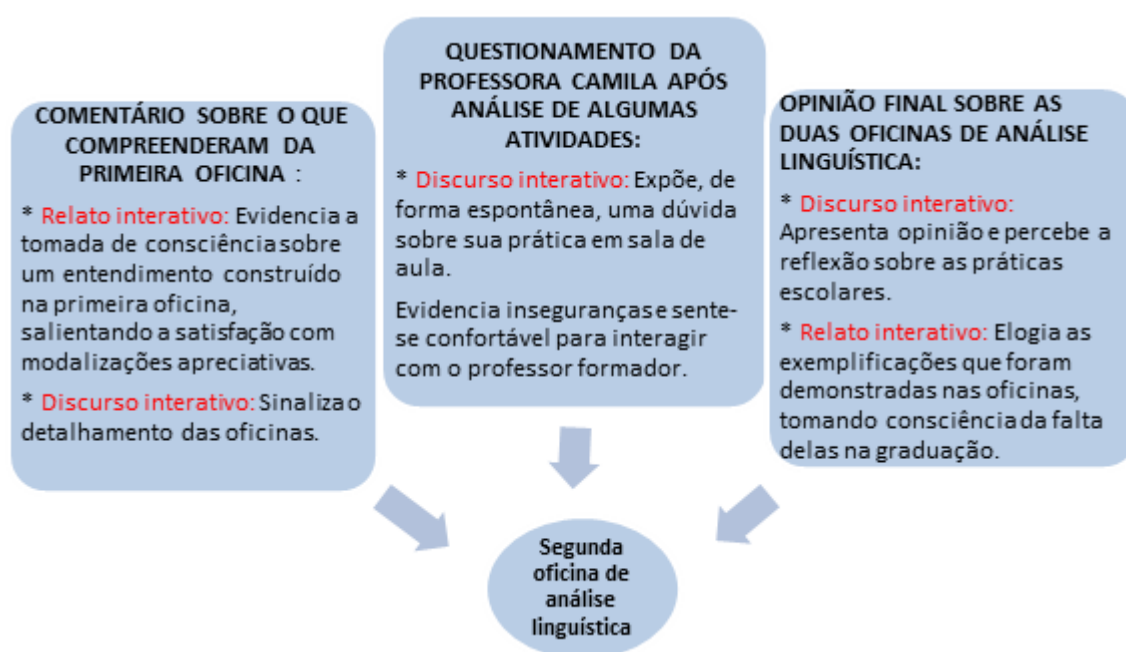 COMENTÁRIO SOBRE O QUE
COMPREENDERAM DA
PRIMEIRA OFICINA :
* Relato interativo: Evidencia a
tomada de consciência sobre
um entendimento construído
na primeira oficina,
salientando a satisfação com
modalizações apreciativas.
* Discurso interativo: Sinaliza o
detalhamento das oficinas.
QUESTIONAMENTO DA
PROFESSORA CAMILA APÓS
ANÁLISE DE ALGUMAS
ATIVIDADES:
* Discurso interativo: Expõe, de
forma espontânea, uma dúvida
sobre sua prática em sala de
aula.
Evidencia inseguranças e sente-
se confortável para interagir
com o professor formador.
OPINIÃO FINAL SOBRE AS
DUAS OFICINAS DE ANÁLISE
LINGUÍSTICA:
* Discurso interativo:
Apresenta opinião e percebe a
reflexão sobre as práticas
escolares.
* Relato interativo: Elogia as
exemplificações que foram
demonstradas nas oficinas,
tomando consciência da falta
delas na graduação.
Segunda
oficina de
análise
linguística